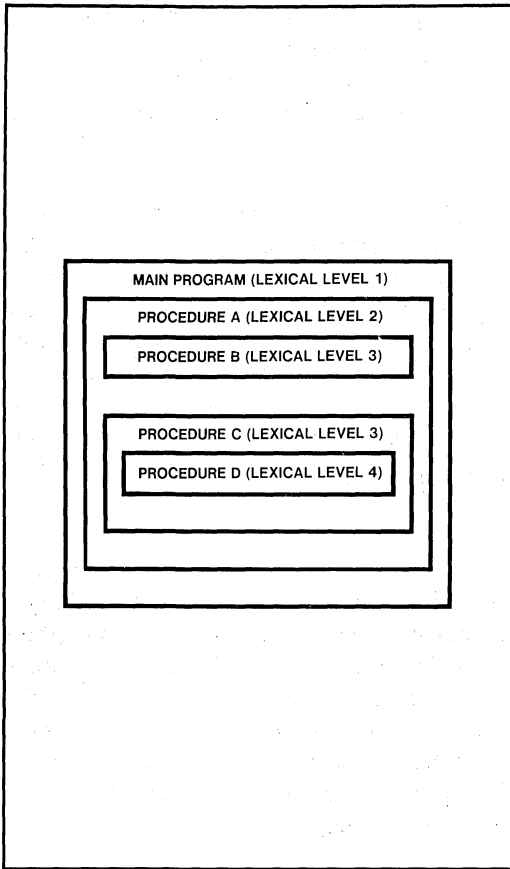 MAIN PROGRAM (LEXICAL LEVEL 1)
PROCEDURE A (LEXICAL LEVEL 2)
PROCEDURE B (LEXICAL LEVEL 3)
PROCEDURE C (LEXICAL LEVEL 3)
PROCEDURE D (LEXICAL LEVEL 4)